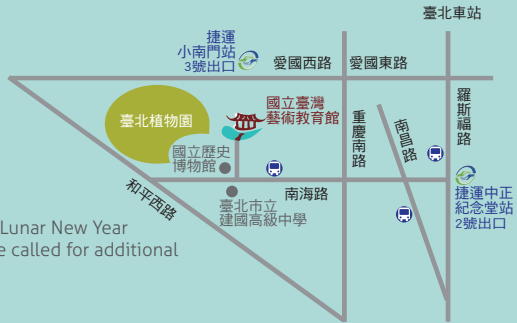 臺北車站
捷運
小南門站
3號出口
愛國西路
愛國東路
國立臺灣
藝術教育館
臺北植物園
重慶南路
南昌路
羅斯福路
國立歷史
博物館
和平西路
南海路
臺北市立
建國高級中學
捷運中正
紀念堂站
2號出口
Lunar New Year
e called for additional